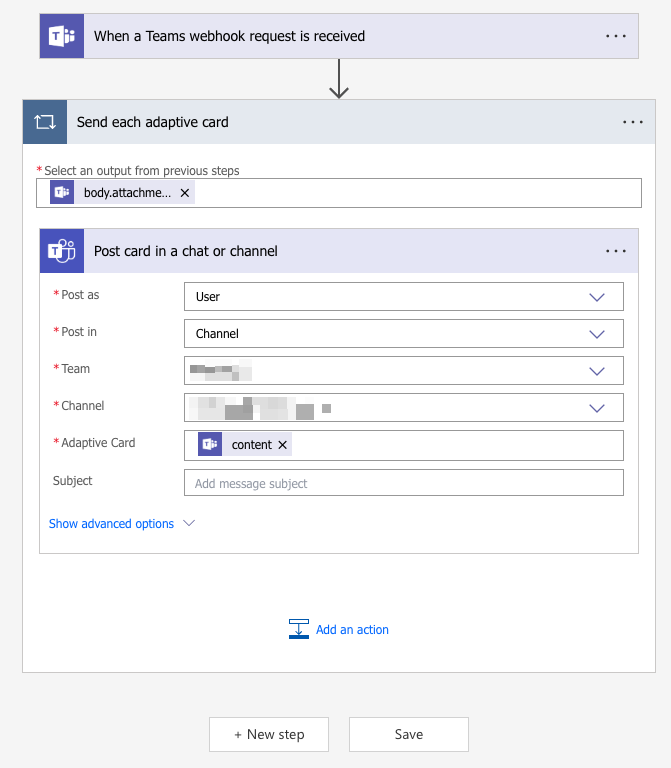 When a Teams webhook request is received
Send each adaptive card
* Select an output from previous steps
body.attachme...
Post card in a chat or channel
* Post as
User
* Post in
Channel
* Team
* Channel
* Adaptive Card
content
Subject
Add message subject
Show advanced options
Add an action
+ New step
Save